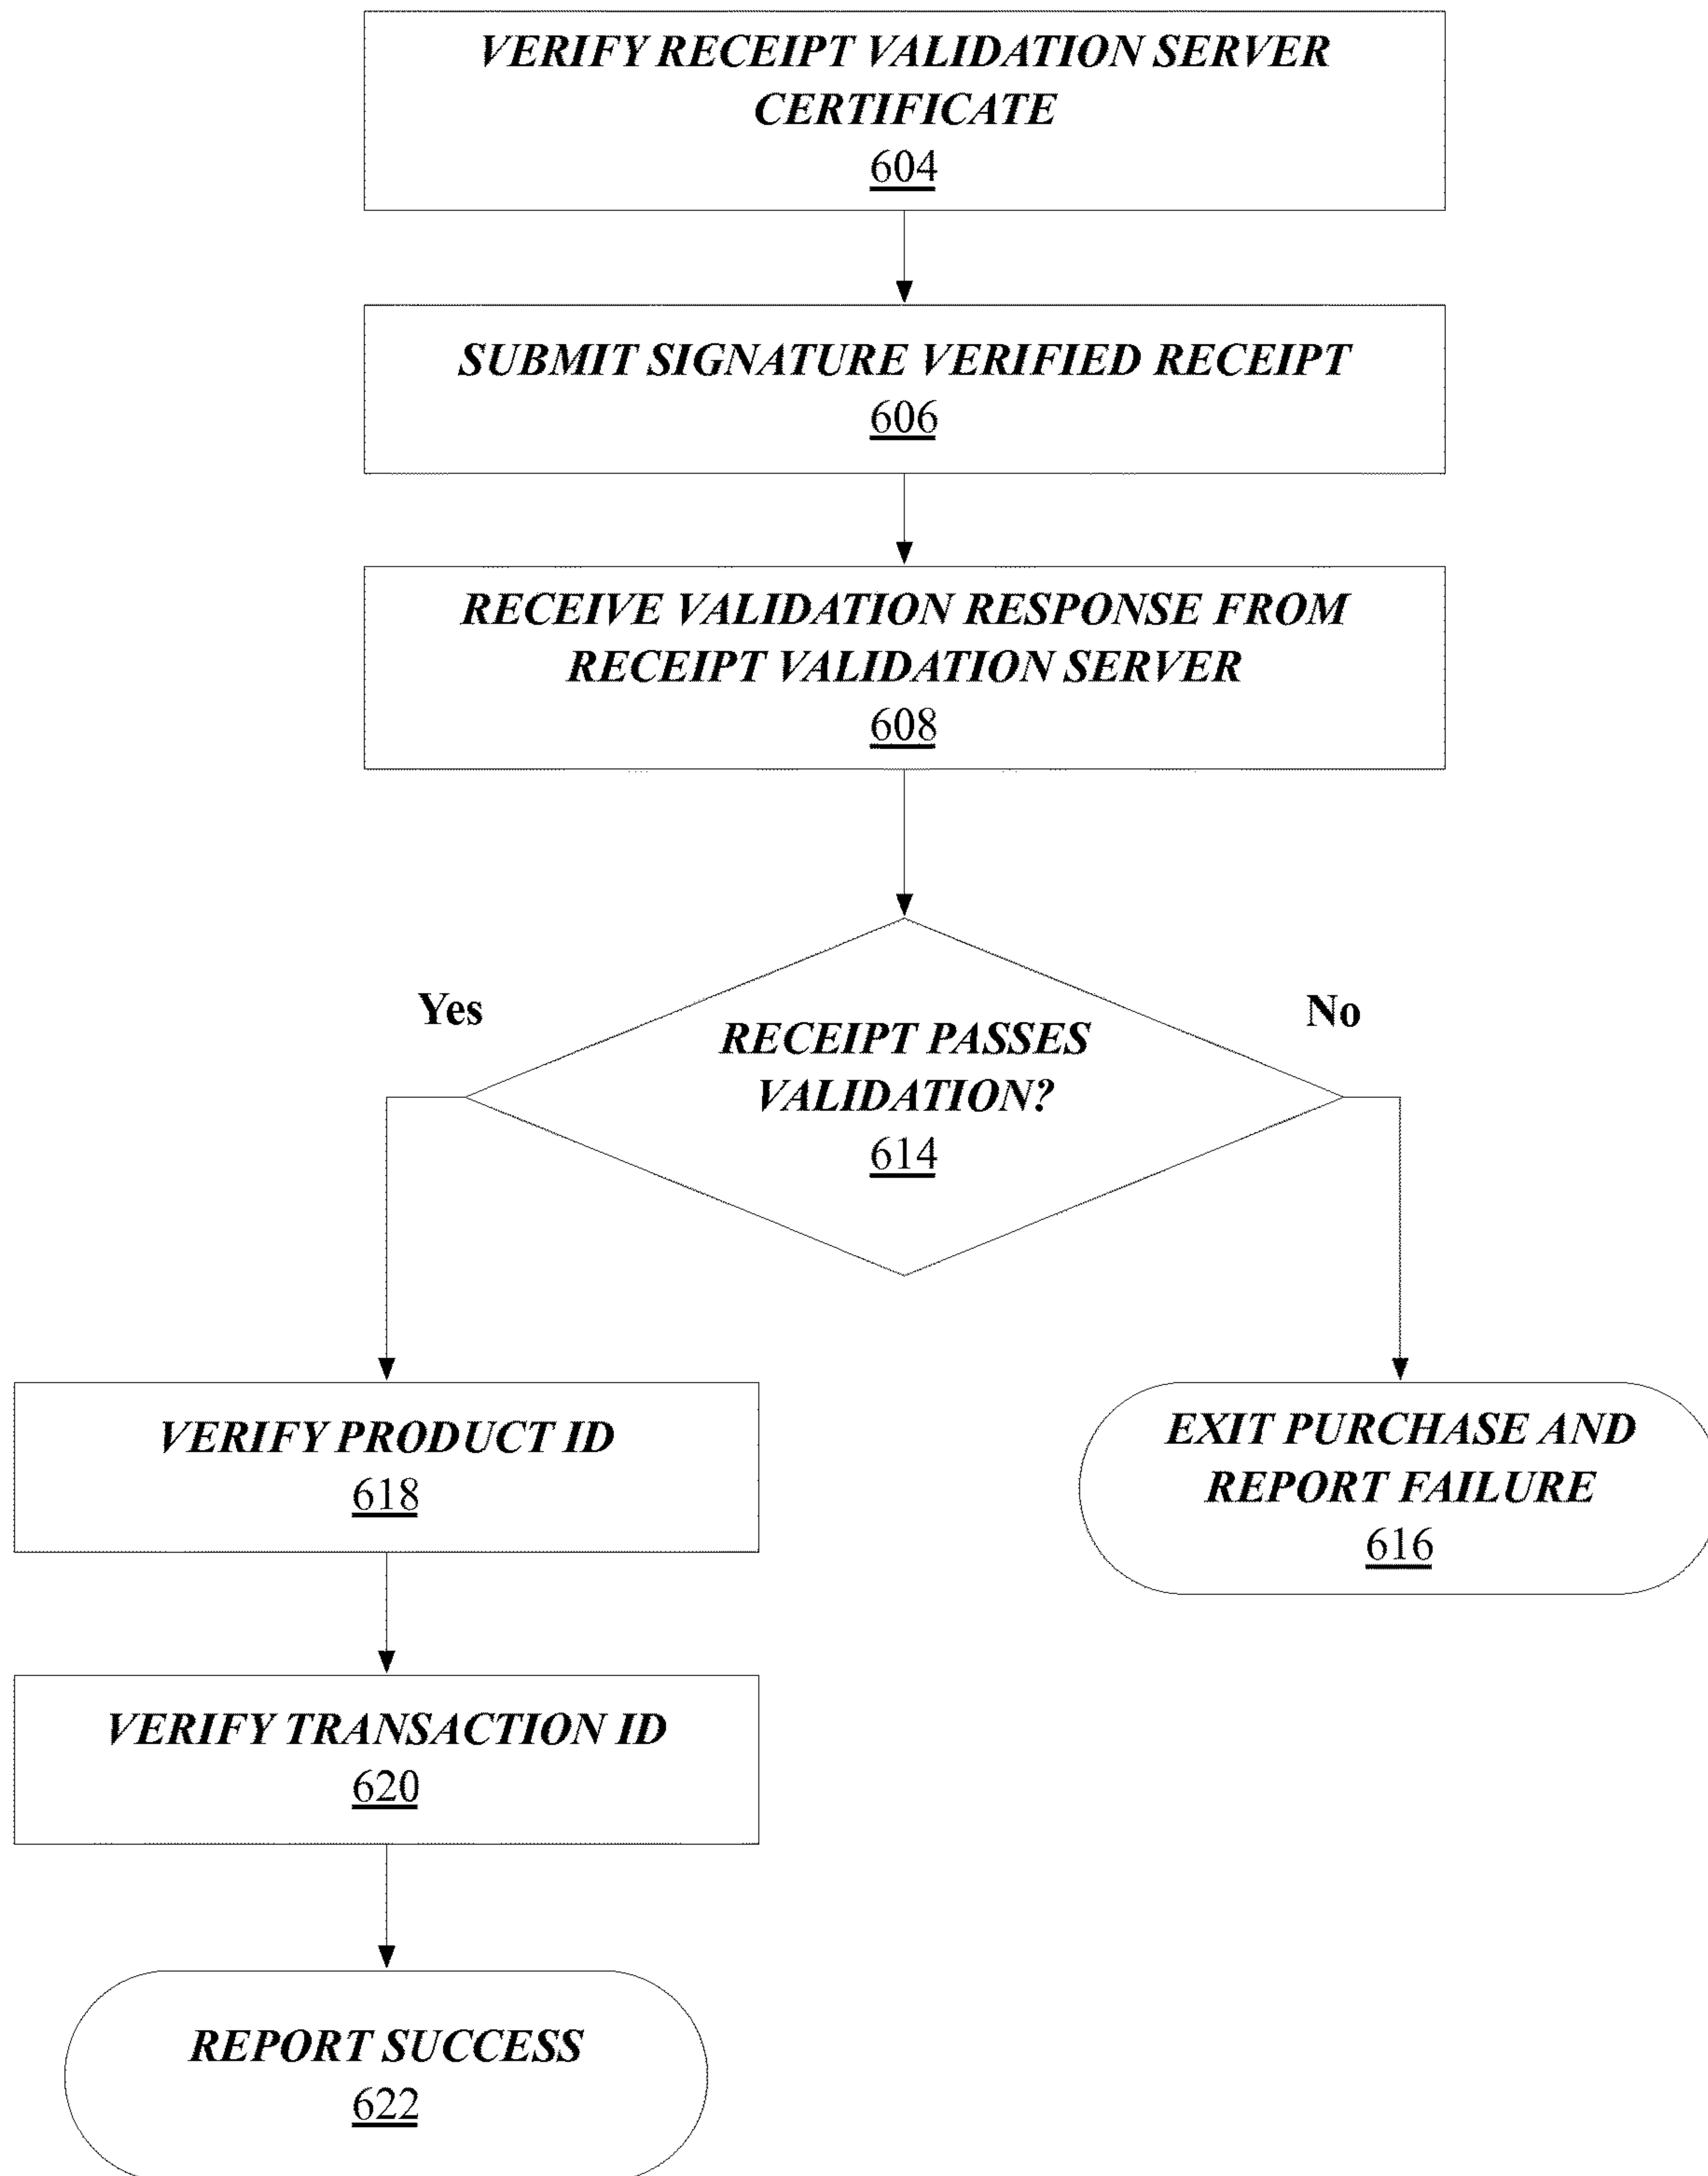 VERIFY RECEIPT VALIDATION SERVER
CERTIFICATE
604
SUBMIT SIGNATURE VERIFIED RECEIPT
606
RECEIVE VALIDATION RESPONSE FROM
RECEIPT VALIDATION SERVER
608
Yes
No
RECEIPT PASSES
VALIDATION?
614
VERIFY PRODUCT ID
618
EXIT PURCHASE AND
REPORT FAILURE
616
VERIFY TRANSACTION ID
620
REPORT SUCCESS
622